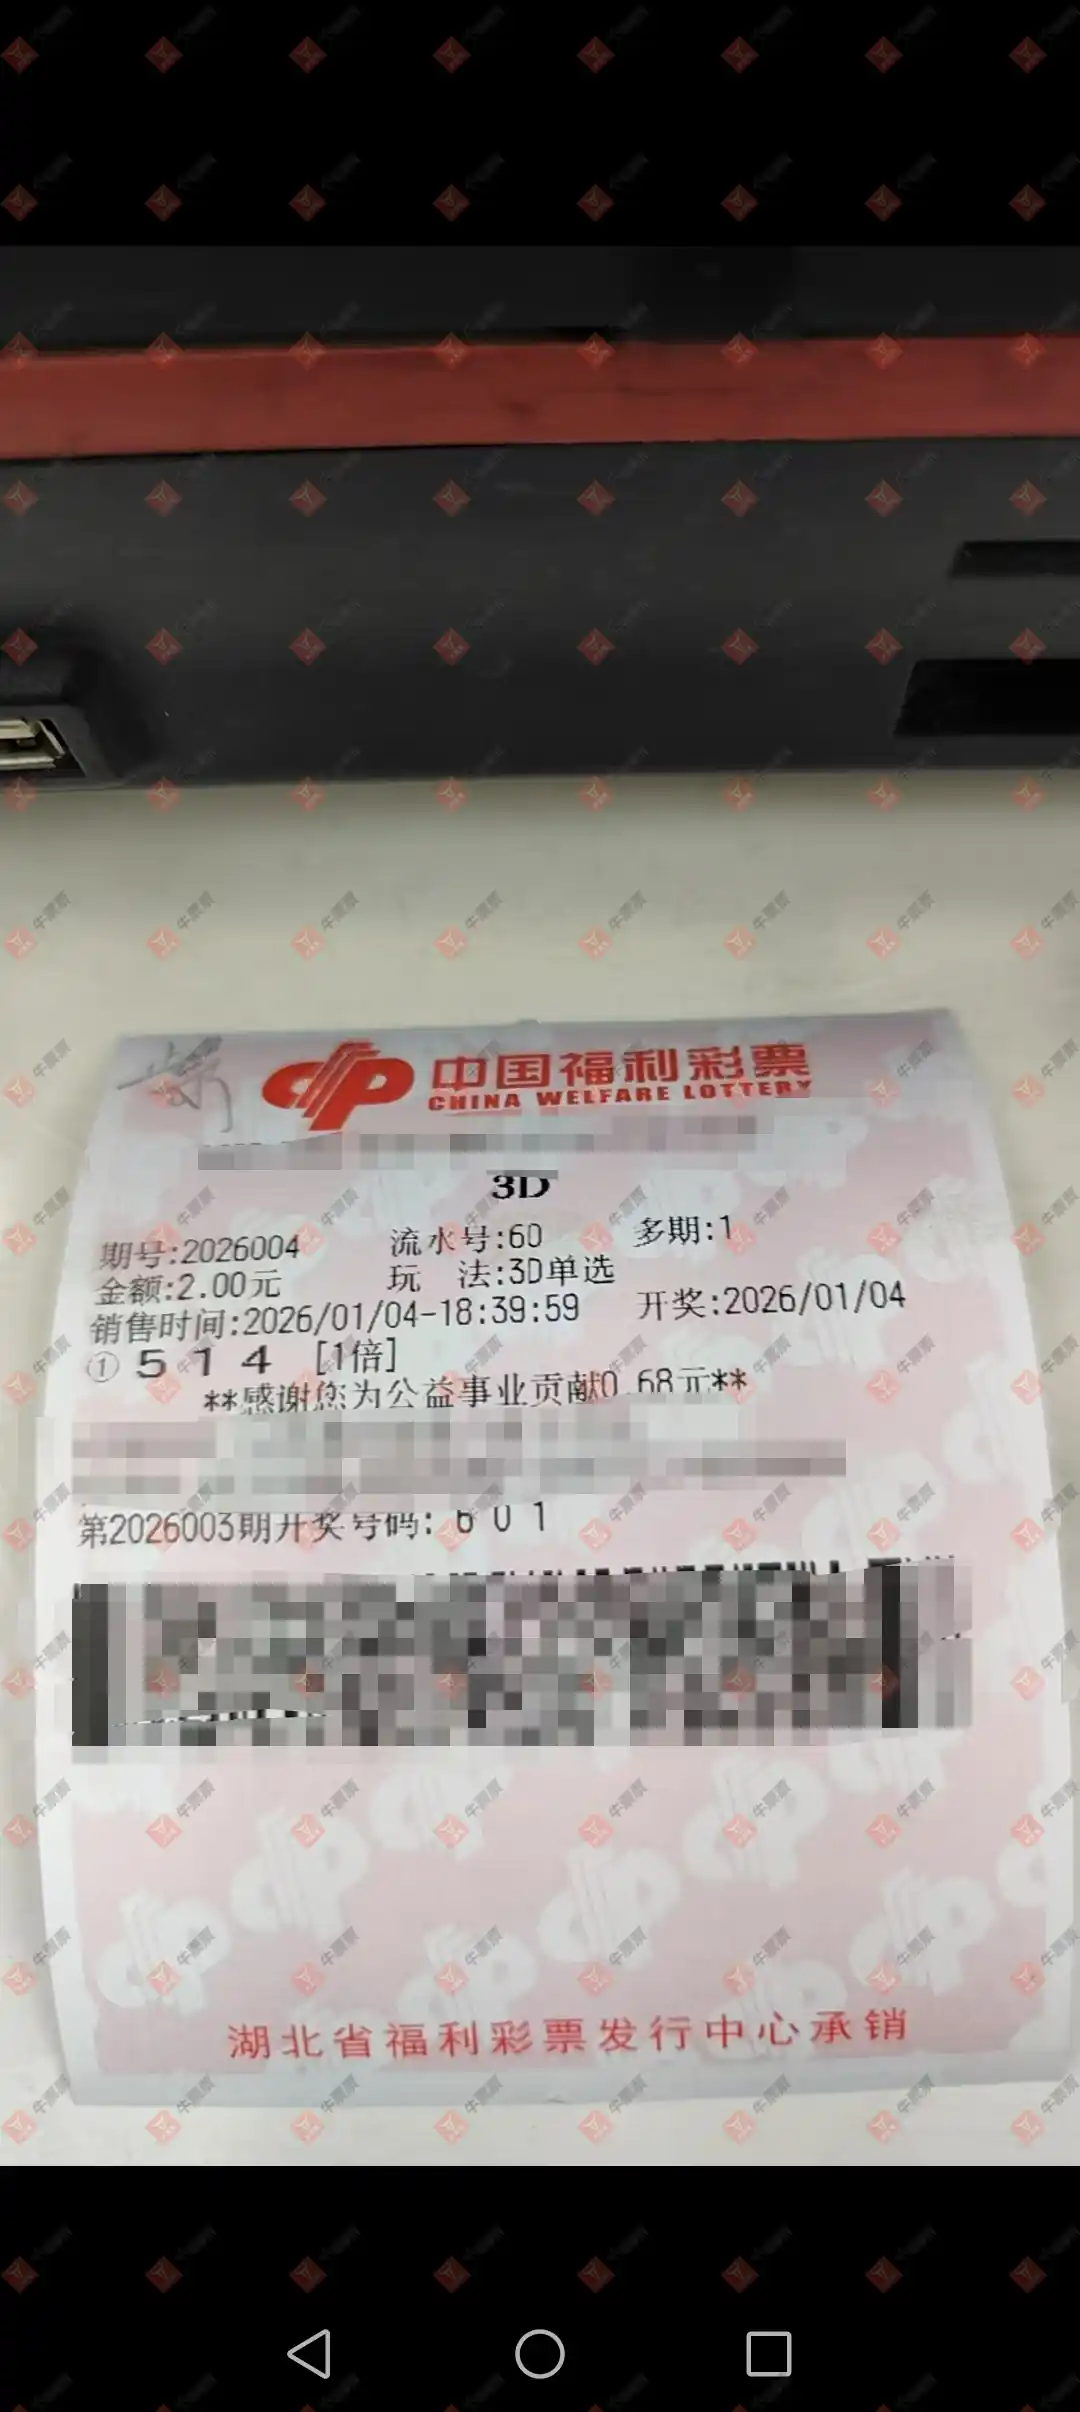 中国福利彩票
CHINA WELFARE LOTTERY
3D
期号:2026004 流水号:60 多期:1
金额:2.00元 玩 法:3D单选
销售时间:2026/01/04-18:39:59 开奖:2026/01/04
① 5 1 4 [1倍]
**感谢您为公益事业贡献0.68元**
第2026003期开奖号码: 6 0 1
湖北省福利彩票发行中心承销